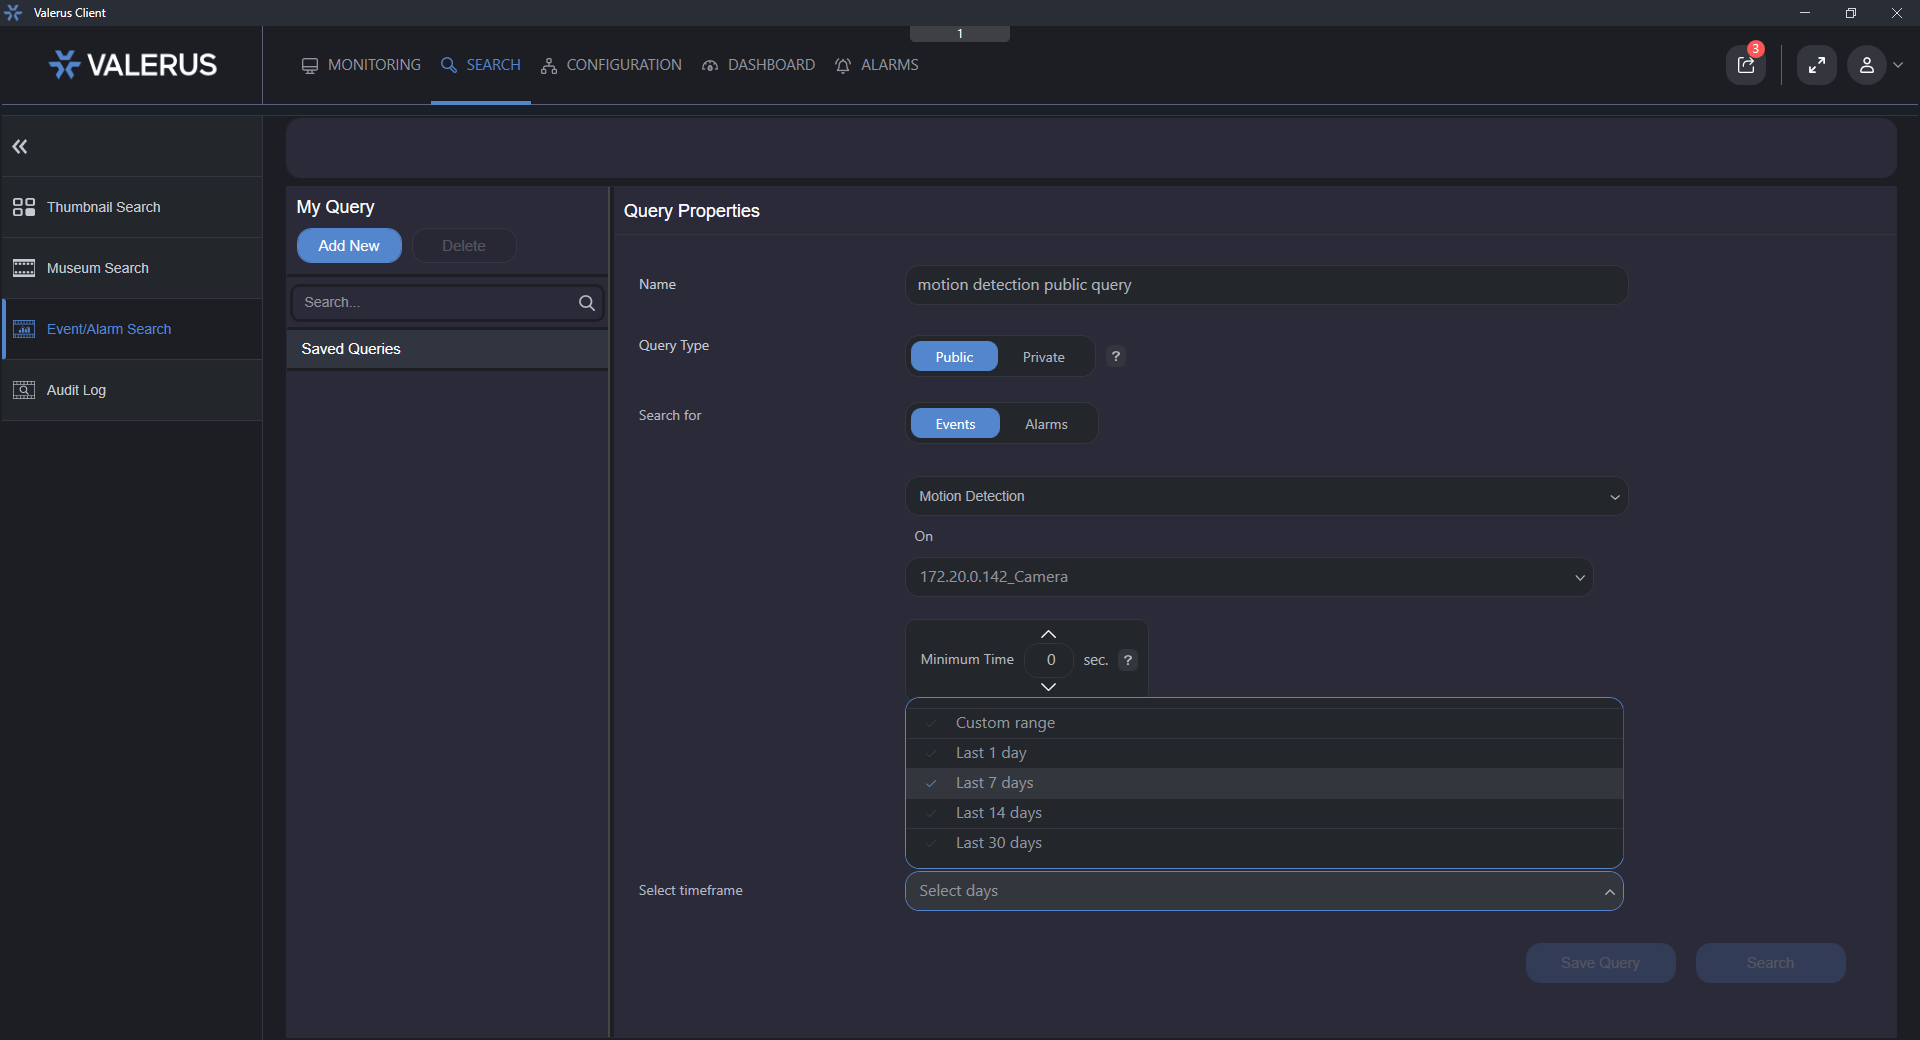 Valerus Client
1
VALERUS
MONITORING
SEARCH
CONFIGURATION
DASHBOARD
ALARMS
3
Thumbnail Search
Museum Search
Event/Alarm Search
Audit Log
My Query
Add New
Delete
Search...
Saved Queries
Query Properties
Name
motion detection public query
Query Type
Public
Private
?
Search for
Events
Alarms
Motion Detection
On
172.20.0.142_Camera
Minimum Time
0
sec.
?
Custom range
Last 1 day
Last 7 days
Last 14 days
Last 30 days
Select timeframe
Select days
Save Query
Search